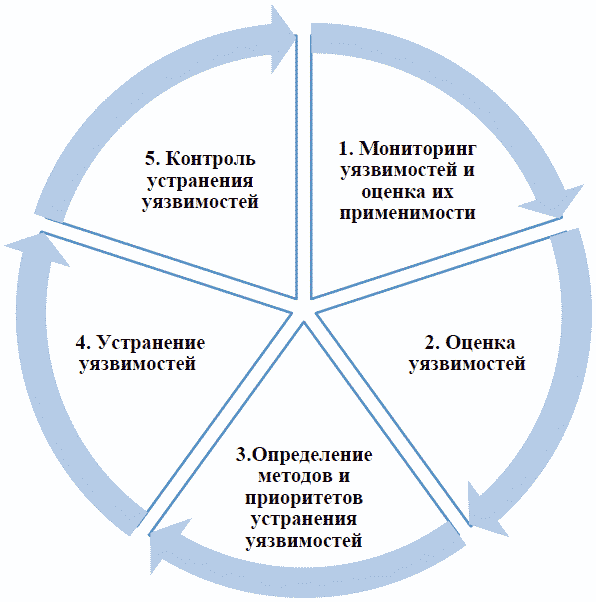 1. Мониторинг
уязвимостей и
оценка их
применимости
2. Оценка
уязвимостей
3.Определение
методов и
приоритетов
устранения
уязвимостей
4. Устранение
уязвимостей
5. Контроль
устранения
уязвимостей